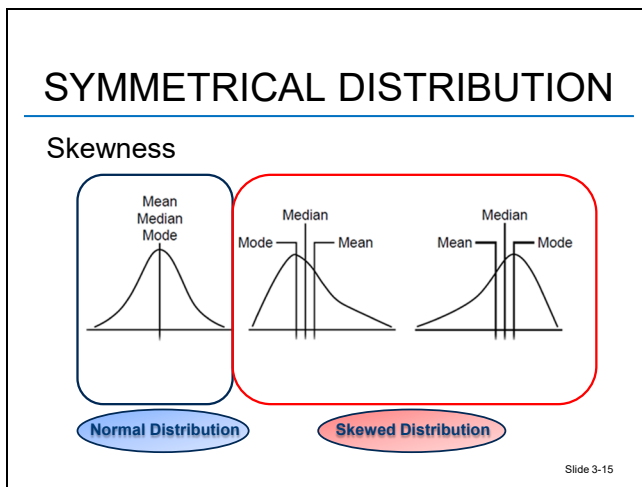 SYMMETRICAL DISTRIBUTION
Skewness
Mean
Median
Mode
Median
Mode
Mean
Median
Mean
Mode
Normal Distribution
Skewed Distribution
Slide 3-15